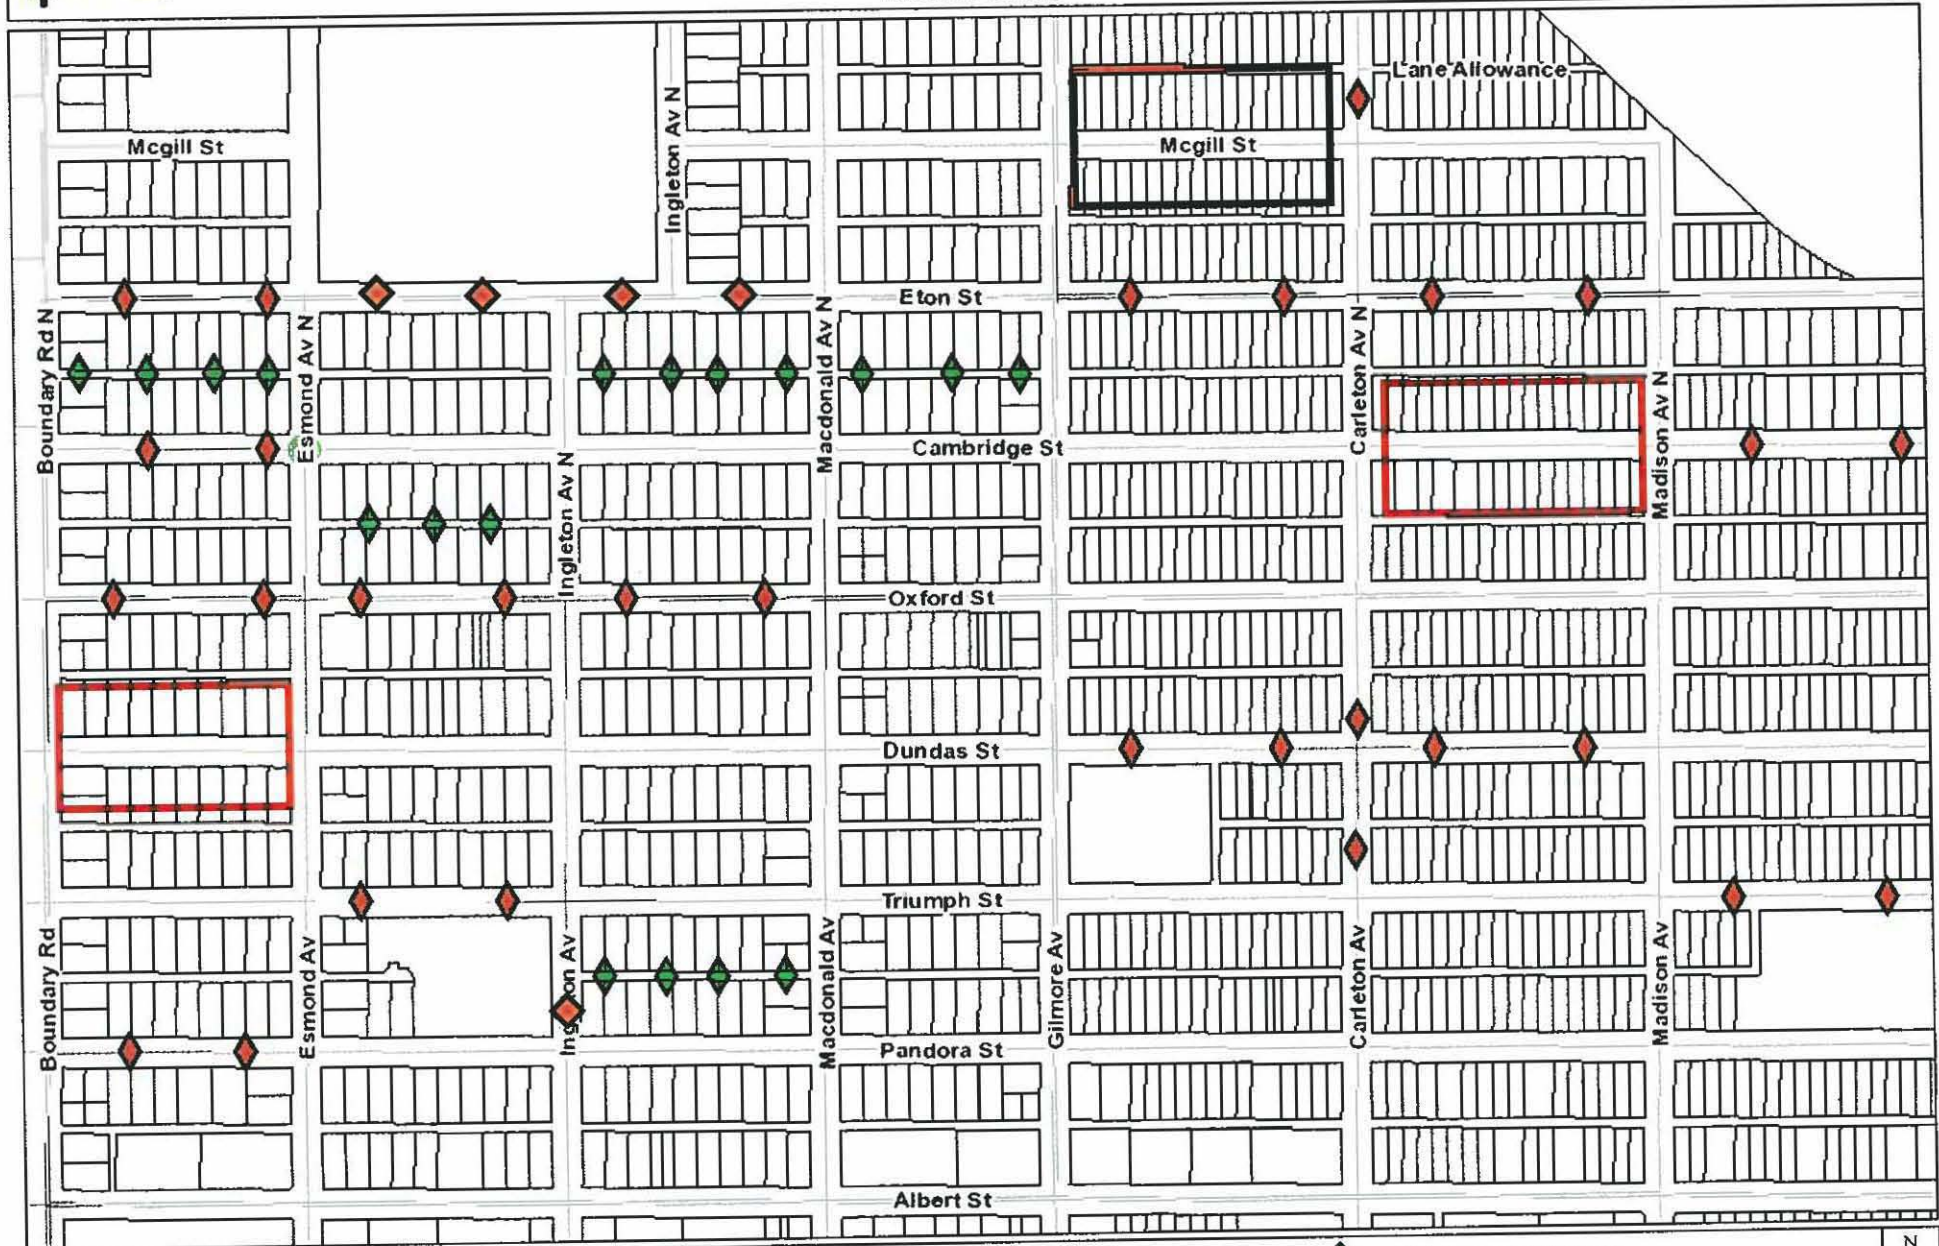 Lane Allowance
Mcgill St
Mcgill St
Ingleton Av N
Eton St
Boundary Rd N
Esmond Av N
Macdonald Av N
Carleton Av N
Madison Av N
Cambridge St
Ingleton Av N
Oxford St
Dundas St
Triumph St
Boundary Rd
Esmond Av
Macdonald Av
Gilmore Av
Carleton Av
Madison Av
Pandora St
Albert St
N